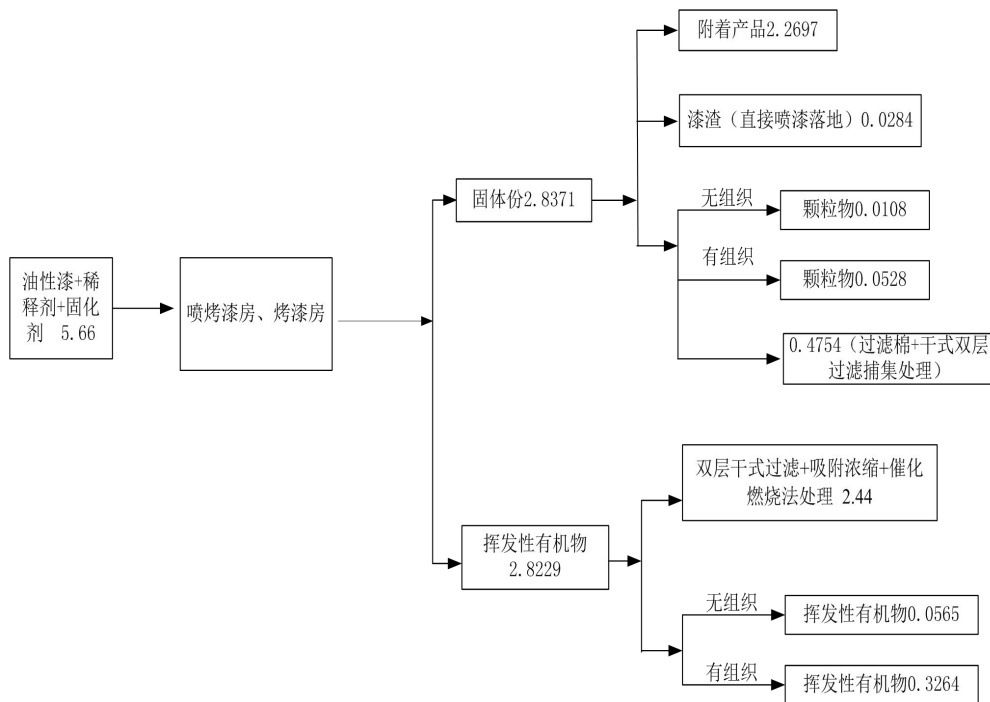 附着产品2.2697
漆渣（直接喷漆落地）0.0284
固体份2.8371
无组织
颗粒物0.0108
有组织
颗粒物0.0528
油性漆+稀
释剂+固化
剂 5.66
喷烤漆房、烤漆房
0.4754（过滤棉+干式双层
过滤捕集处理）
双层干式过滤+吸附浓缩+催化
燃烧法处理 2.44
挥发性有机物
2.8229
无组织
挥发性有机物0.0565
有组织
挥发性有机物0.3264